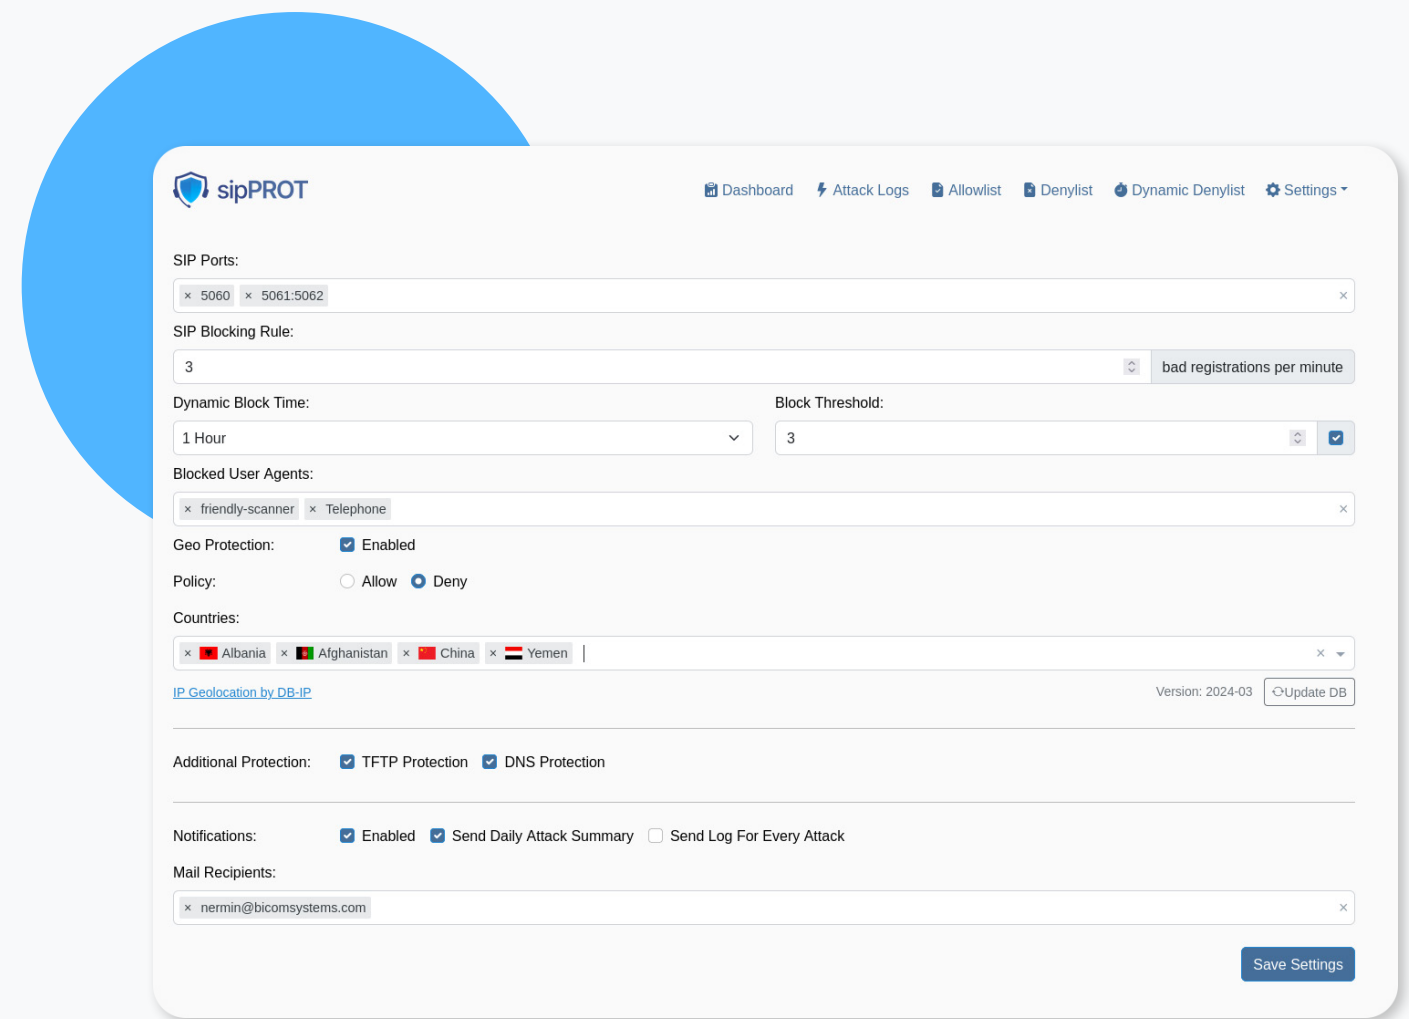 sipPROT
Dashboard Attack Logs Allowlist Denylist Dynamic Denylist Settings
SIP Ports:
× 5060 × 5061:5062 ×
SIP Blocking Rule:
3 bad registrations per minute
Dynamic Block Time: Block Threshold:
1 Hour 3
Blocked User Agents:
× friendly-scanner × Telephone ×
Geo Protection: Enabled
Policy: Allow Deny
Countries:
× Albania × Afghanistan × China × Yemen ×
IP Geolocation by DB-IP Version: 2024-03 Update DB
Additional Protection: TFTP Protection DNS Protection
Notifications: Enabled Send Daily Attack Summary Send Log For Every Attack
Mail Recipients:
× nermin@bicomsystems.com ×
Save Settings